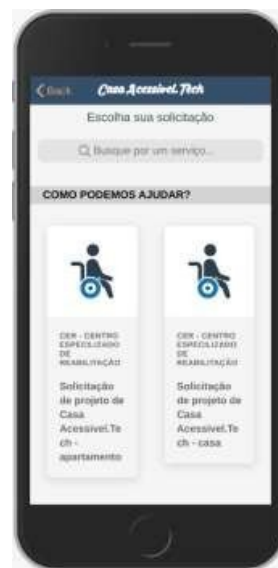 Back Casa Acessivel.Tech
Escolha sua solicitação
Busque por um serviço...
COMO PODEMOS AJUDAR?
CER - CENTRO
ESPECILIZADO
DE
REABILITAÇÃO
Solicitação
de projeto de
Casa
Acessivel.Te
ch -
apartamento
CER - CENTRO
ESPECILIZADO
DE
REABILITAÇÃO
Solicitação
de projeto de
Casa
Acessivel.Te
ch - casa